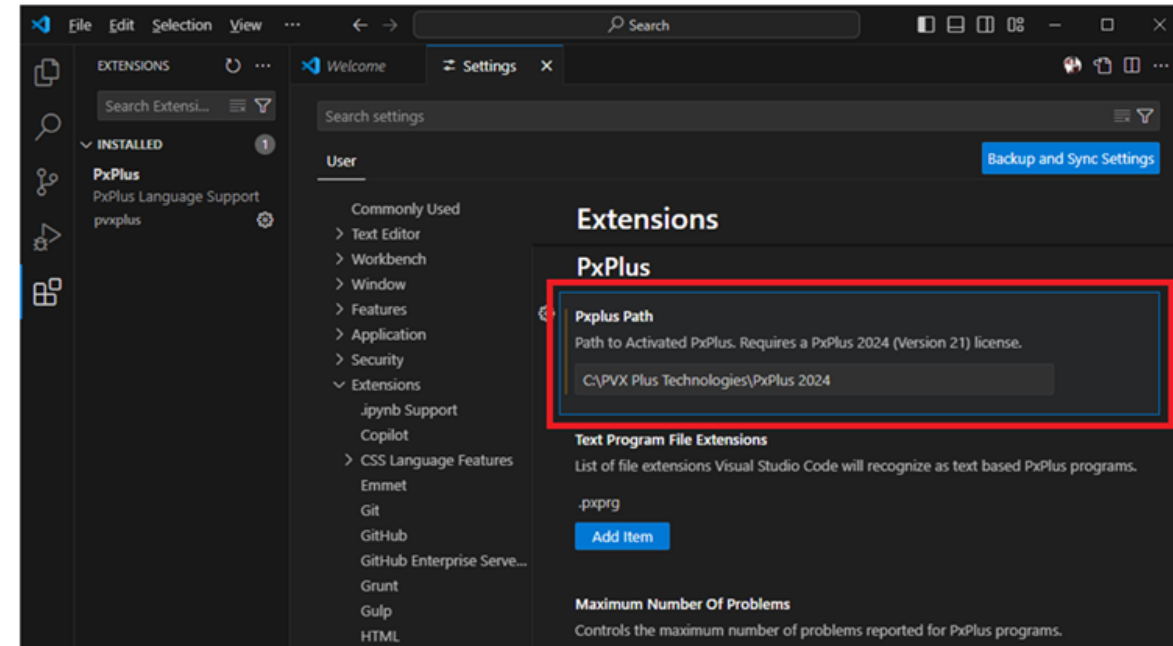 File Edit Selection View ··· Search
EXTENSIONS
Search Extensi...
INSTALLED 1
PxPlus
PxPlus Language Support
pvxplus
Welcome
Settings
Search settings
User
Backup and Sync Settings
Commonly Used
Text Editor
Workbench
Window
Features
Application
Security
Extensions
.ipynb Support
Copilot
CSS Language Features
Emmet
Git
GitHub
GitHub Enterprise Serve...
Grunt
Gulp
HTML
Extensions
PxPlus
Pxplus Path
Path to Activated PxPlus. Requires a PxPlus 2024 (Version 21) license.
C:\PVX Plus Technologies\PxPlus 2024
Text Program File Extensions
List of file extensions Visual Studio Code will recognize as text based PxPlus programs.
.pxprg
Add Item
Maximum Number Of Problems
Controls the maximum number of problems reported for PxPlus programs.